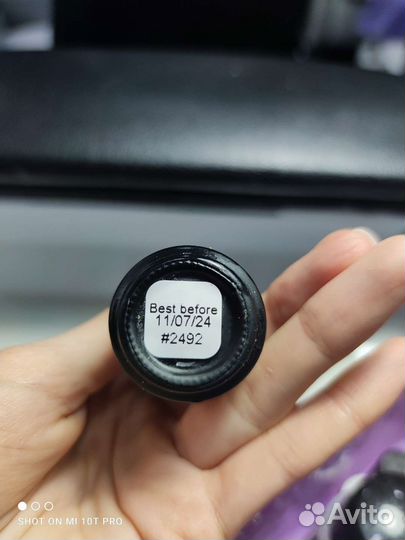 Best before
11/07/24
#2492
SHOT ON MI 10T PRO
Avito